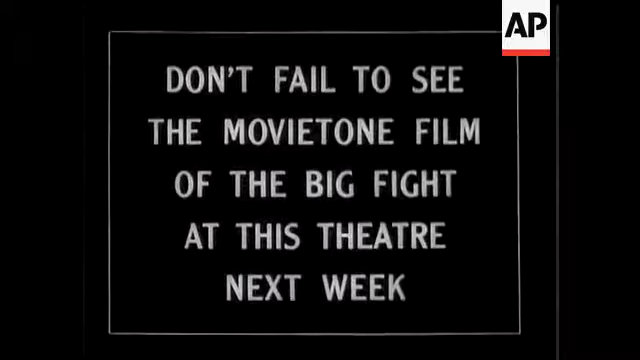 AP
DON'T FAIL TO SEE
THE MOVIETONE FILM
OF THE BIG FIGHT
AT THIS THEATRE
NEXT WEEK